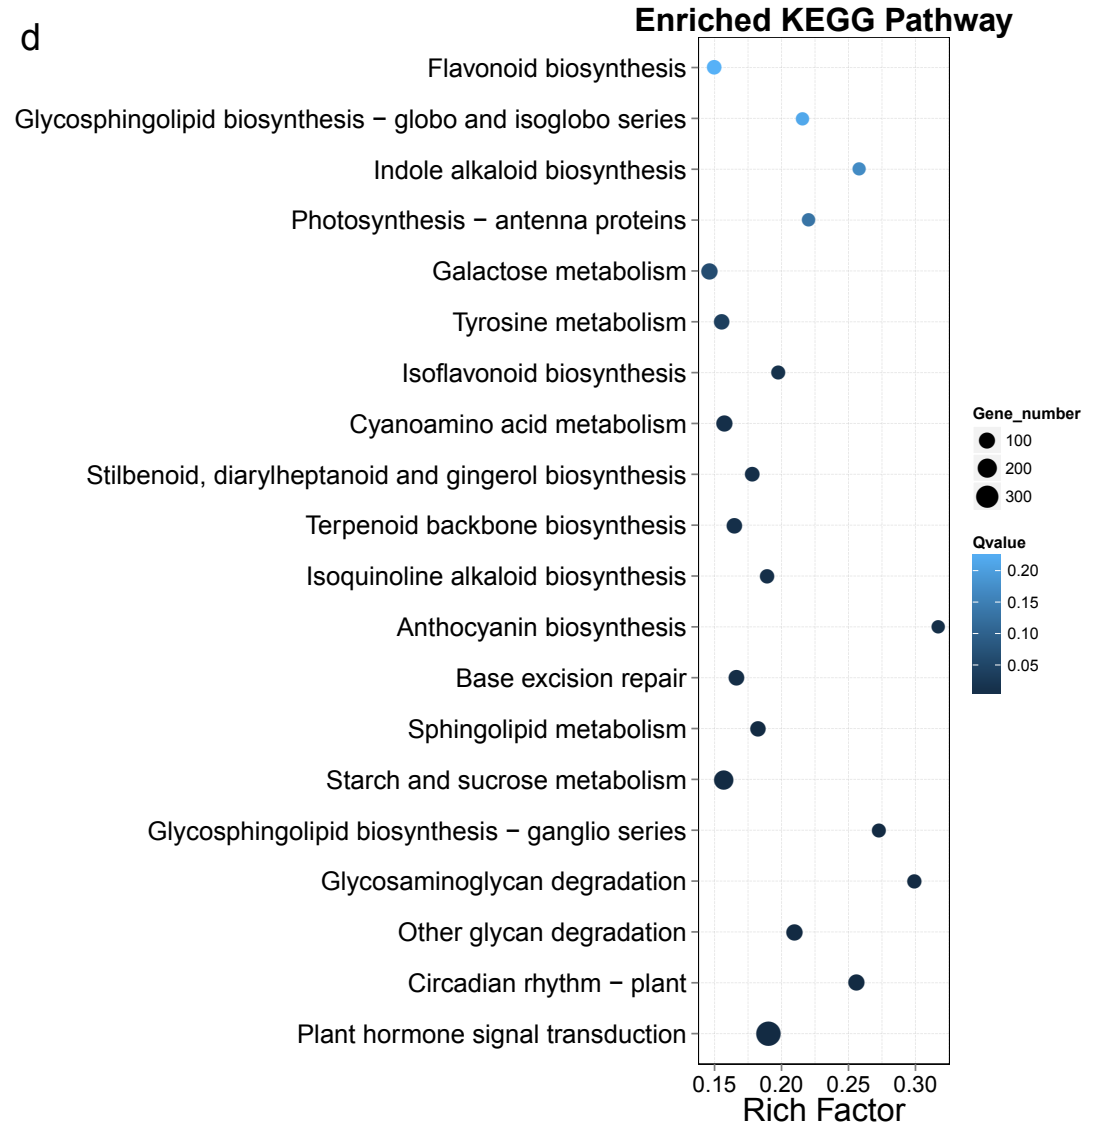 d
Enriched KEGG Pathway
Flavonoid biosynthesis
Glycosphingolipid biosynthesis − globo and isoglobo series
Indole alkaloid biosynthesis
Photosynthesis − antenna proteins
Galactose metabolism
Tyrosine metabolism
Isoflavonoid biosynthesis
Cyanoamino acid metabolism
Stilbenoid, diarylheptanoid and gingerol biosynthesis
Terpenoid backbone biosynthesis
Isoquinoline alkaloid biosynthesis
Anthocyanin biosynthesis
Base excision repair
Sphingolipid metabolism
Starch and sucrose metabolism
Glycosphingolipid biosynthesis − ganglio series
Glycosaminoglycan degradation
Other glycan degradation
Circadian rhythm − plant
Plant hormone signal transduction
0.15 0.20 0.25 0.30
Rich Factor
Gene_number
100
200
300
Qvalue
0.20
0.15
0.10
0.05